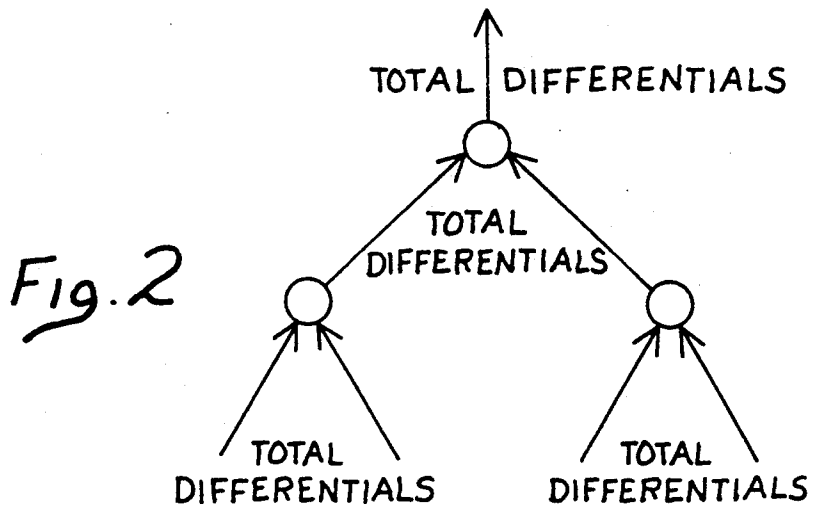 TOTAL DIFFERENTIALS
TOTAL
DIFFERENTIALS
Fig. 2
TOTAL
DIFFERENTIALS
TOTAL
DIFFERENTIALS